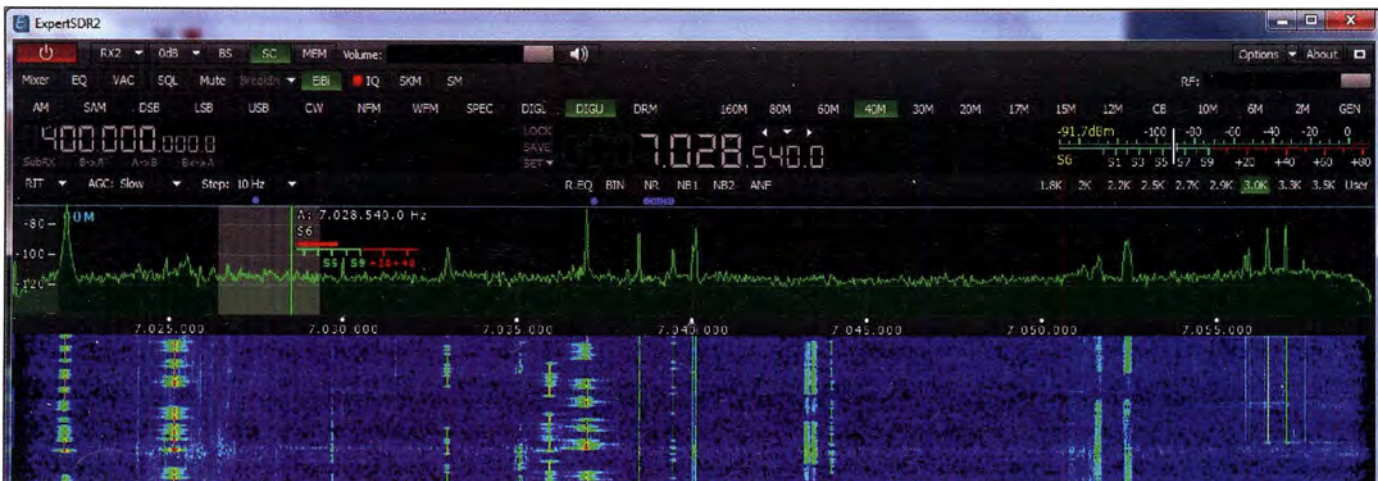 ExpertSDR2
RX2 0dB BS SC MEM Volume: Options About
Mixer EQ VAC SQL Mute BreakIn EiBi IQ SKM SM RF:
AM SAM DSB LSB USB CW NFM WFM SPEC DIGL DIGU DRM 160M 80M 60M 40M 30M 20M 17M 15M 12M CB 10M 6M 2M GEN
400.000.000.0 LOCK SAVE SET 7.028.540.0
-91.7dBm -100 -80 -60 -40 -20 0
S6 S1 S3 S5 S7 S9 +20 +40 +60 +80
SubRX B->A A->B
RIT AGC: Slow Step: 10 Hz R.EQ BIN NR NB1 NB2 ANF 1.8K 2K 2.2K 2.5K 2.7K 2.9K 3.0K 3.3K 3.5K User
A: 7.028.540.0 Hz
S6
-80
-100
S5 S9
-120
7.025.000 7.030.000 7.035.000 7.040.000 7.045.000 7.050.000 7.055.000